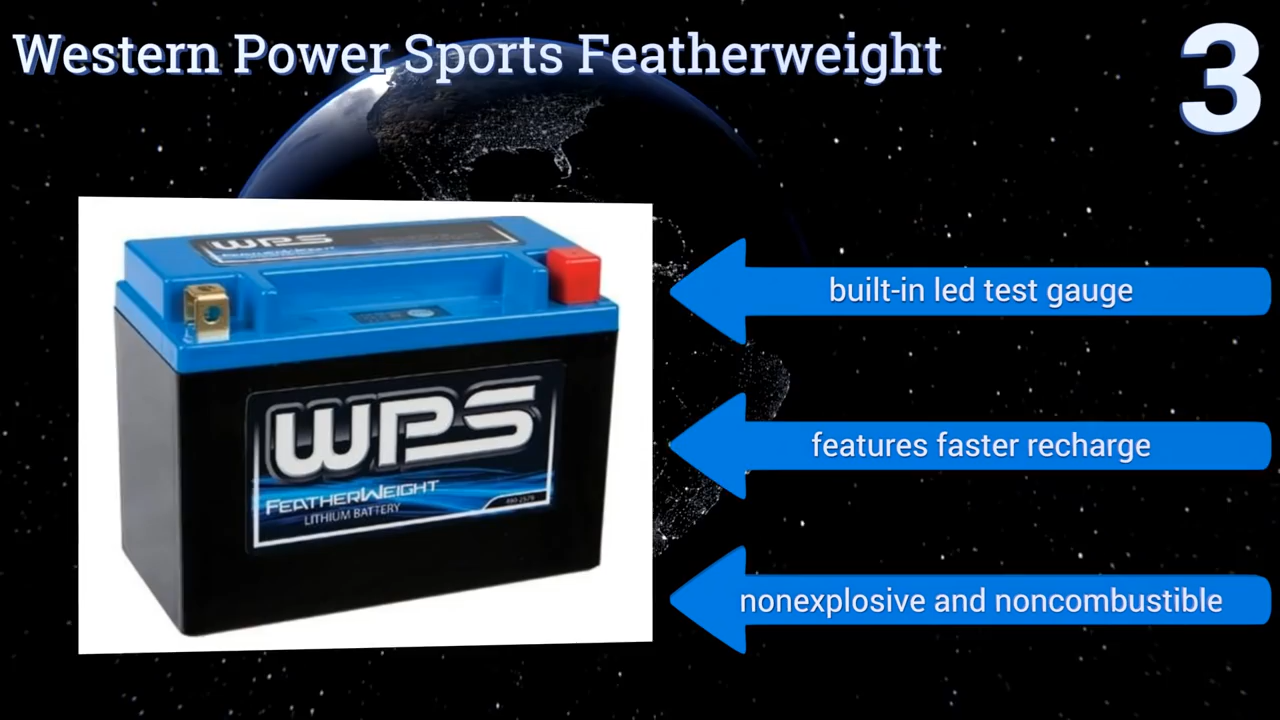 Western Power Sports Featherweight
3
WPS
FEATHERWEIGHT
built-in led test gauge
WPS
FEATHERWEIGHT
LITHIUM BATTERY
features faster recharge
nonexplosive and noncombustible